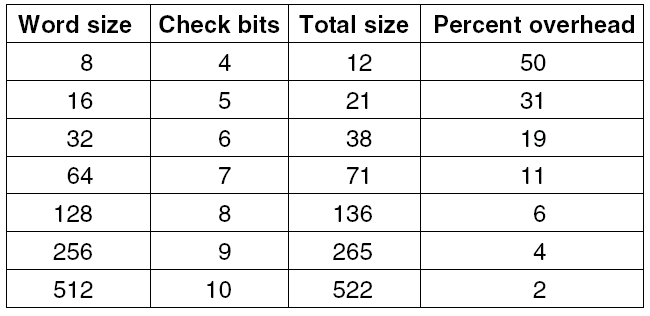 Word size Check bits Total size Percent overhead
8 4 12 50
16 5 21 31
32 6 38 19
64 7 71 11
128 8 136 6
256 9 265 4
512 10 522 2